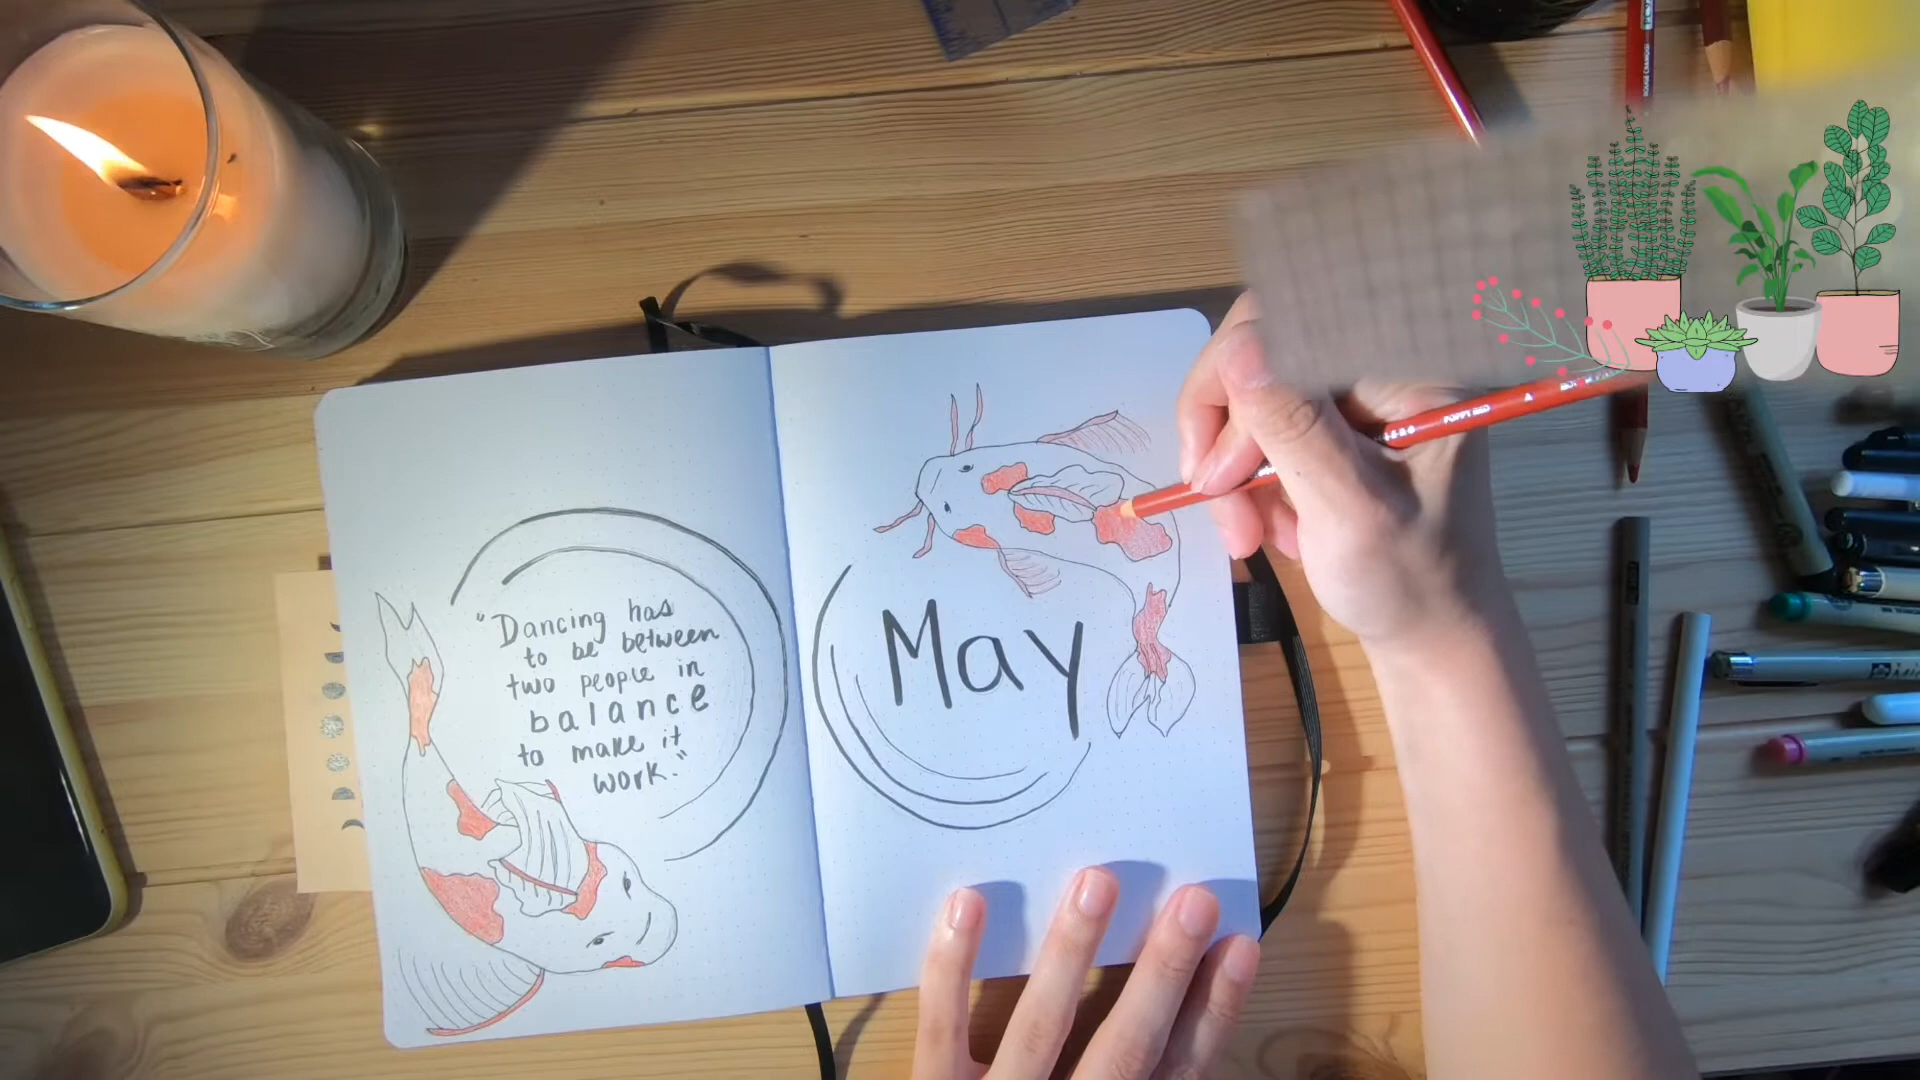 "Dancing has
to be between
two people in
balance
to make it
work."
May
POPPY RED